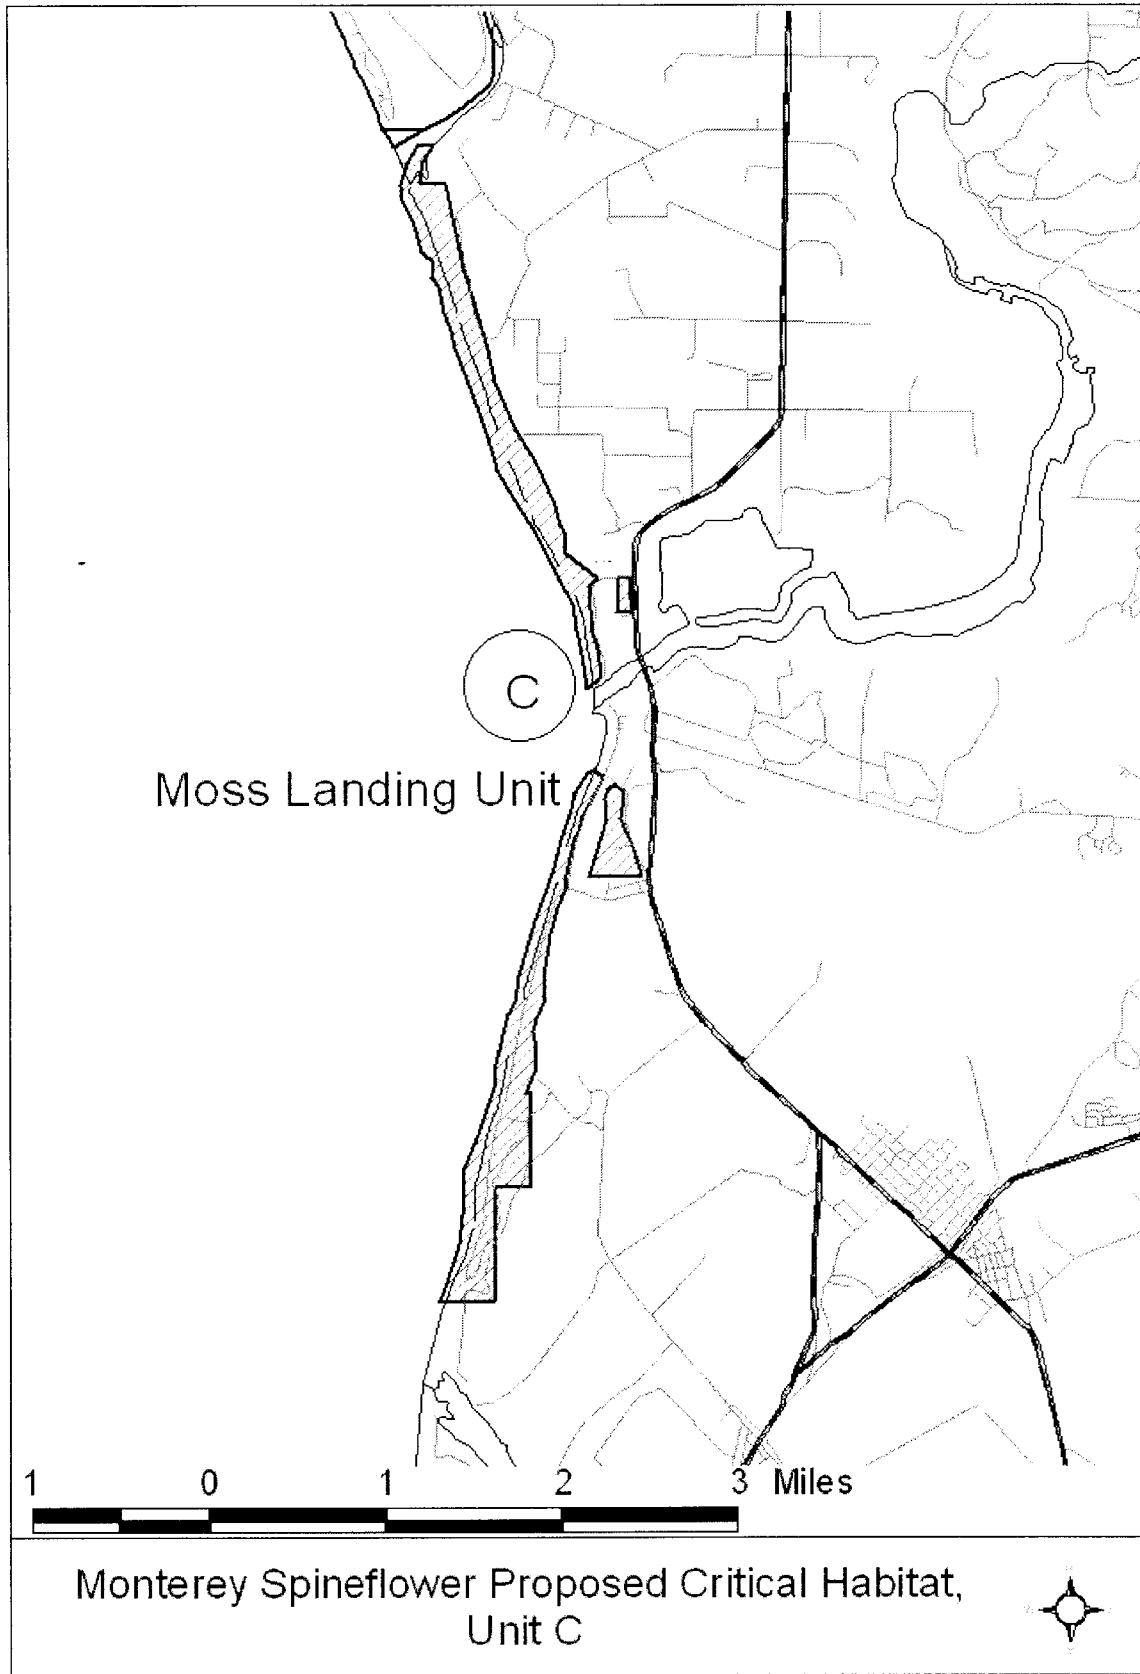 C
Moss Landing Unit
1 0 1 2 3 Miles
Monterey Spineflower Proposed Critical Habitat,
Unit C